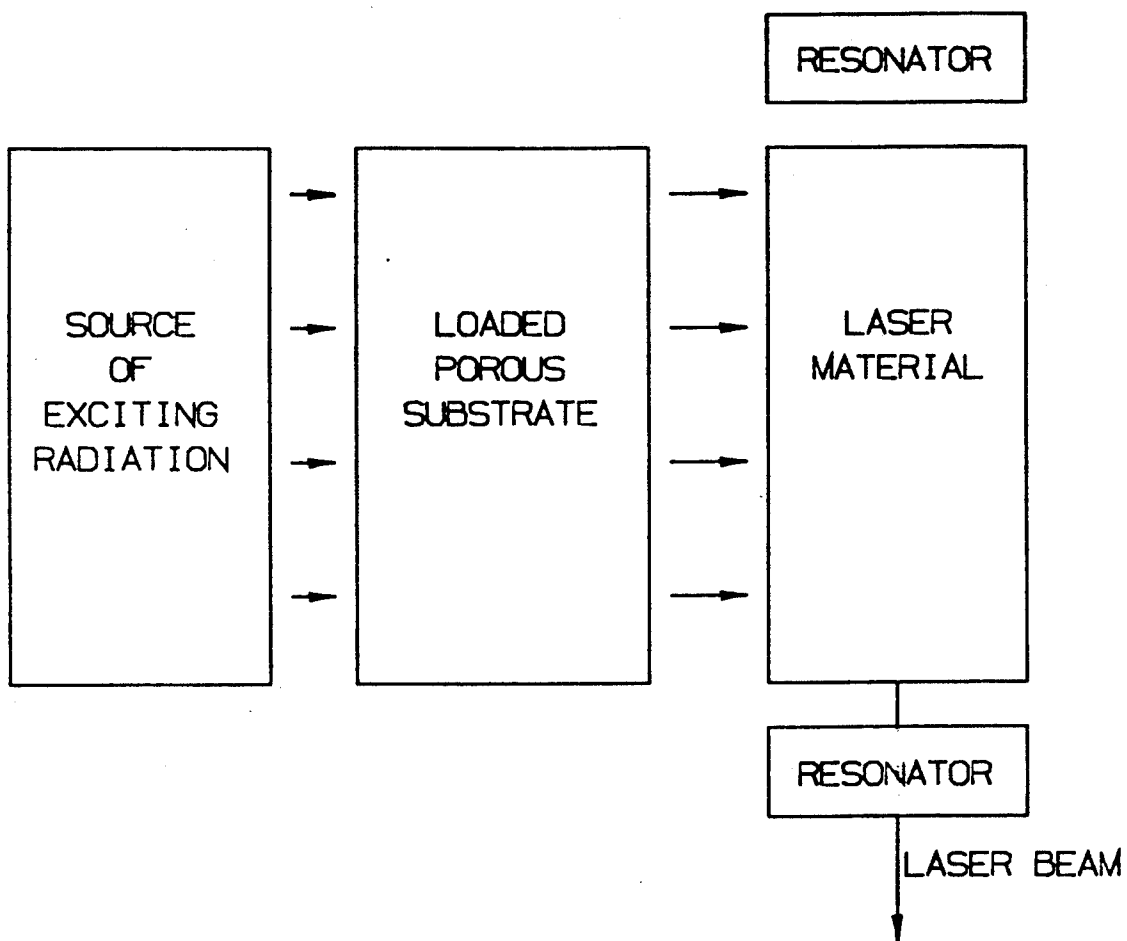 RESONATOR
SOURCE
OF
EXCITING
RADIATION
LOADED
POROUS
SUBSTRATE
LASER
MATERIAL
RESONATOR
LASER BEAM